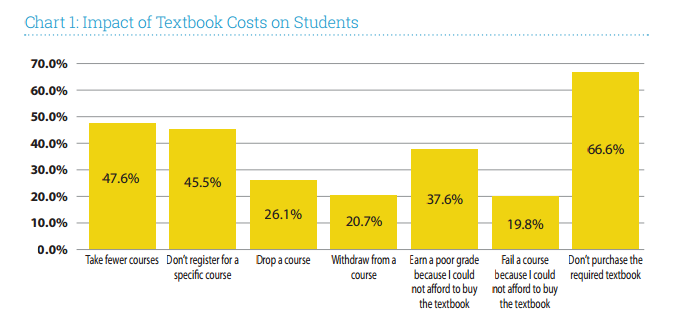 Chart 1: Impact of Textbook Costs on Students
70.0%
60.0%
50.0%
40.0%
30.0%
20.0%
10.0%
0.0%
47.6%
45.5%
26.1%
20.7%
37.6%
19.8%
66.6%
Take fewer courses
Don't register for a
specific course
Drop a course
Withdraw from a
course
Earn a poor grade
because I could
not afford to buy
the textbook
Fail a course
because I could
not afford to buy
the textbook
Don't purchase the
required textbook